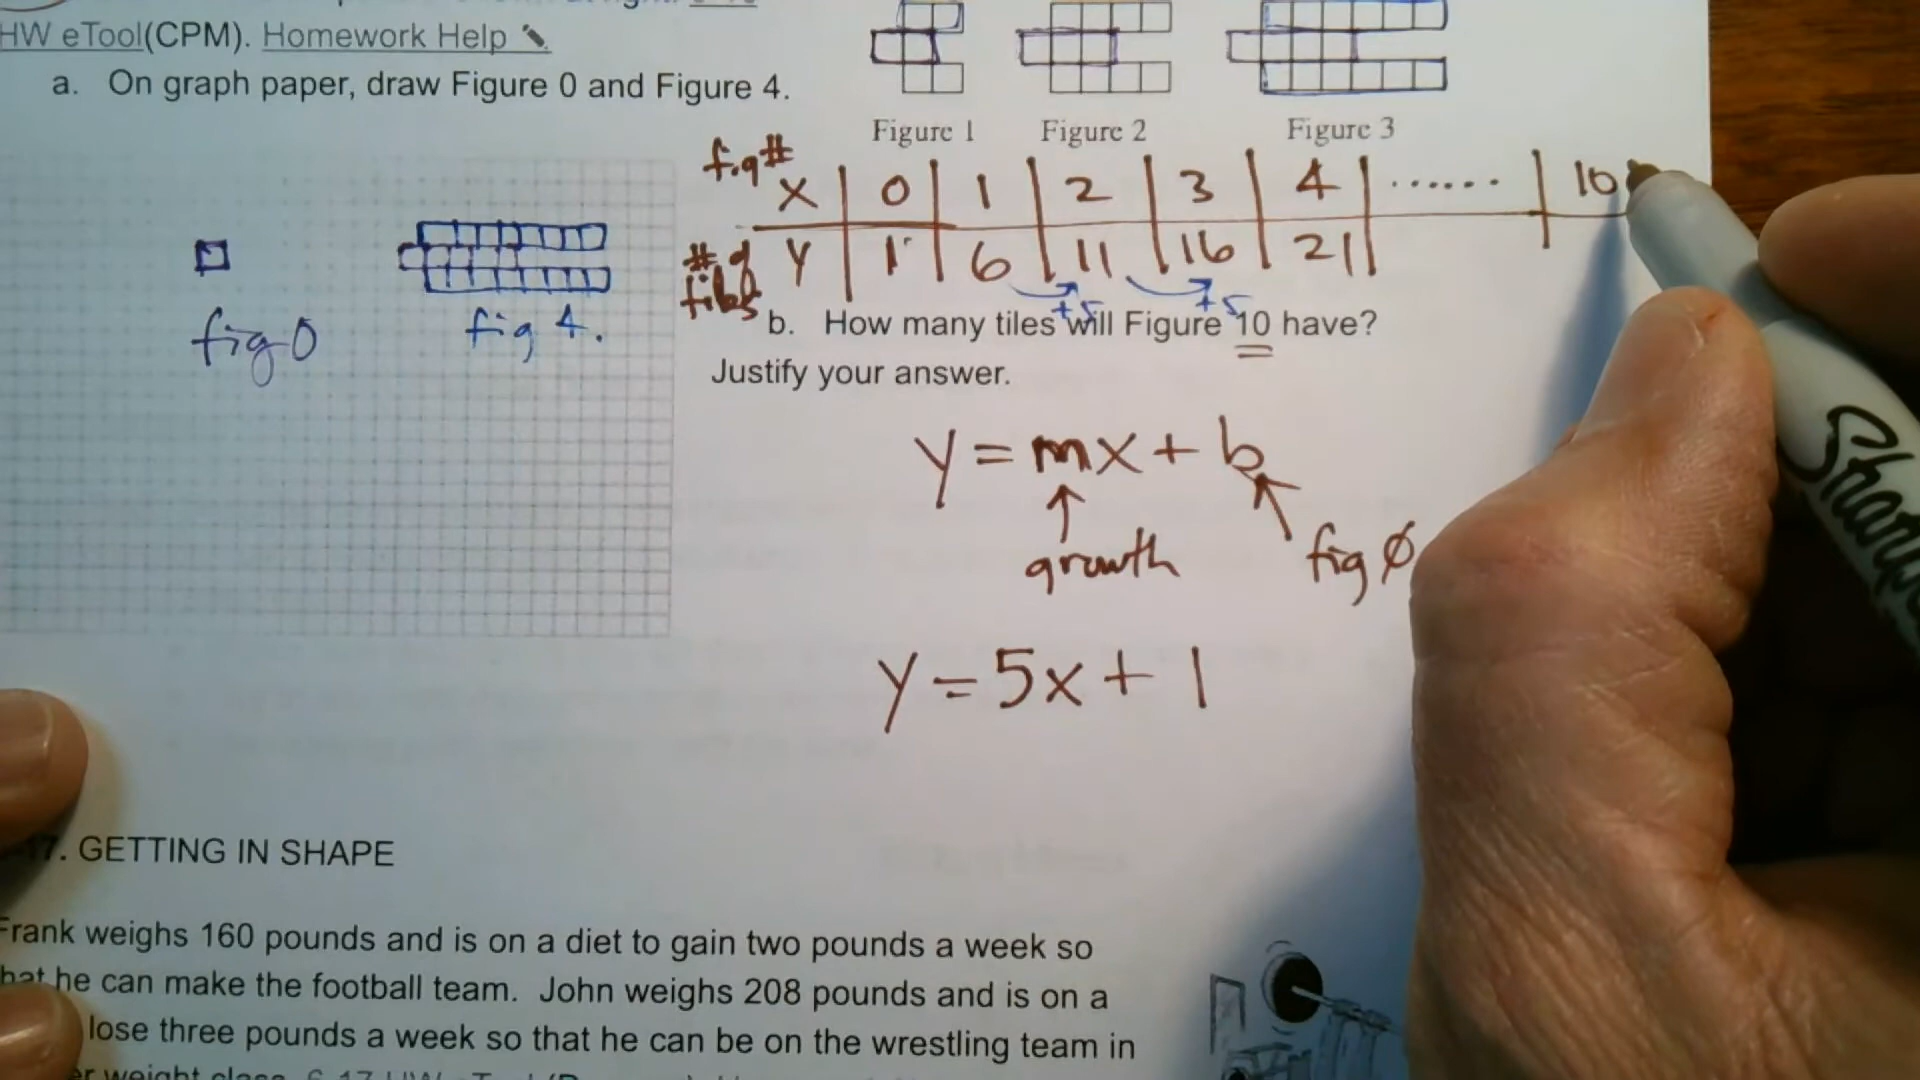 HW eTool(CPM). Homework Help
a. On graph paper, draw Figure 0 and Figure 4.
Figure 1 Figure 2 Figure 3
fig#
X 0 1 2 3 4 ...... 10
# of tiles Y 1 6 11 16 21
+5 +5
fig 0 fig 4.
b. How many tiles will Figure 10 have?
Justify your answer.
y = mx + b
growth fig Ø
y = 5x + 1
7. GETTING IN SHAPE
Frank weighs 160 pounds and is on a diet to gain two pounds a week so
he can make the football team. John weighs 208 pounds and is on a
lose three pounds a week so that he can be on the wrestling team in
weight class.
Sharpie